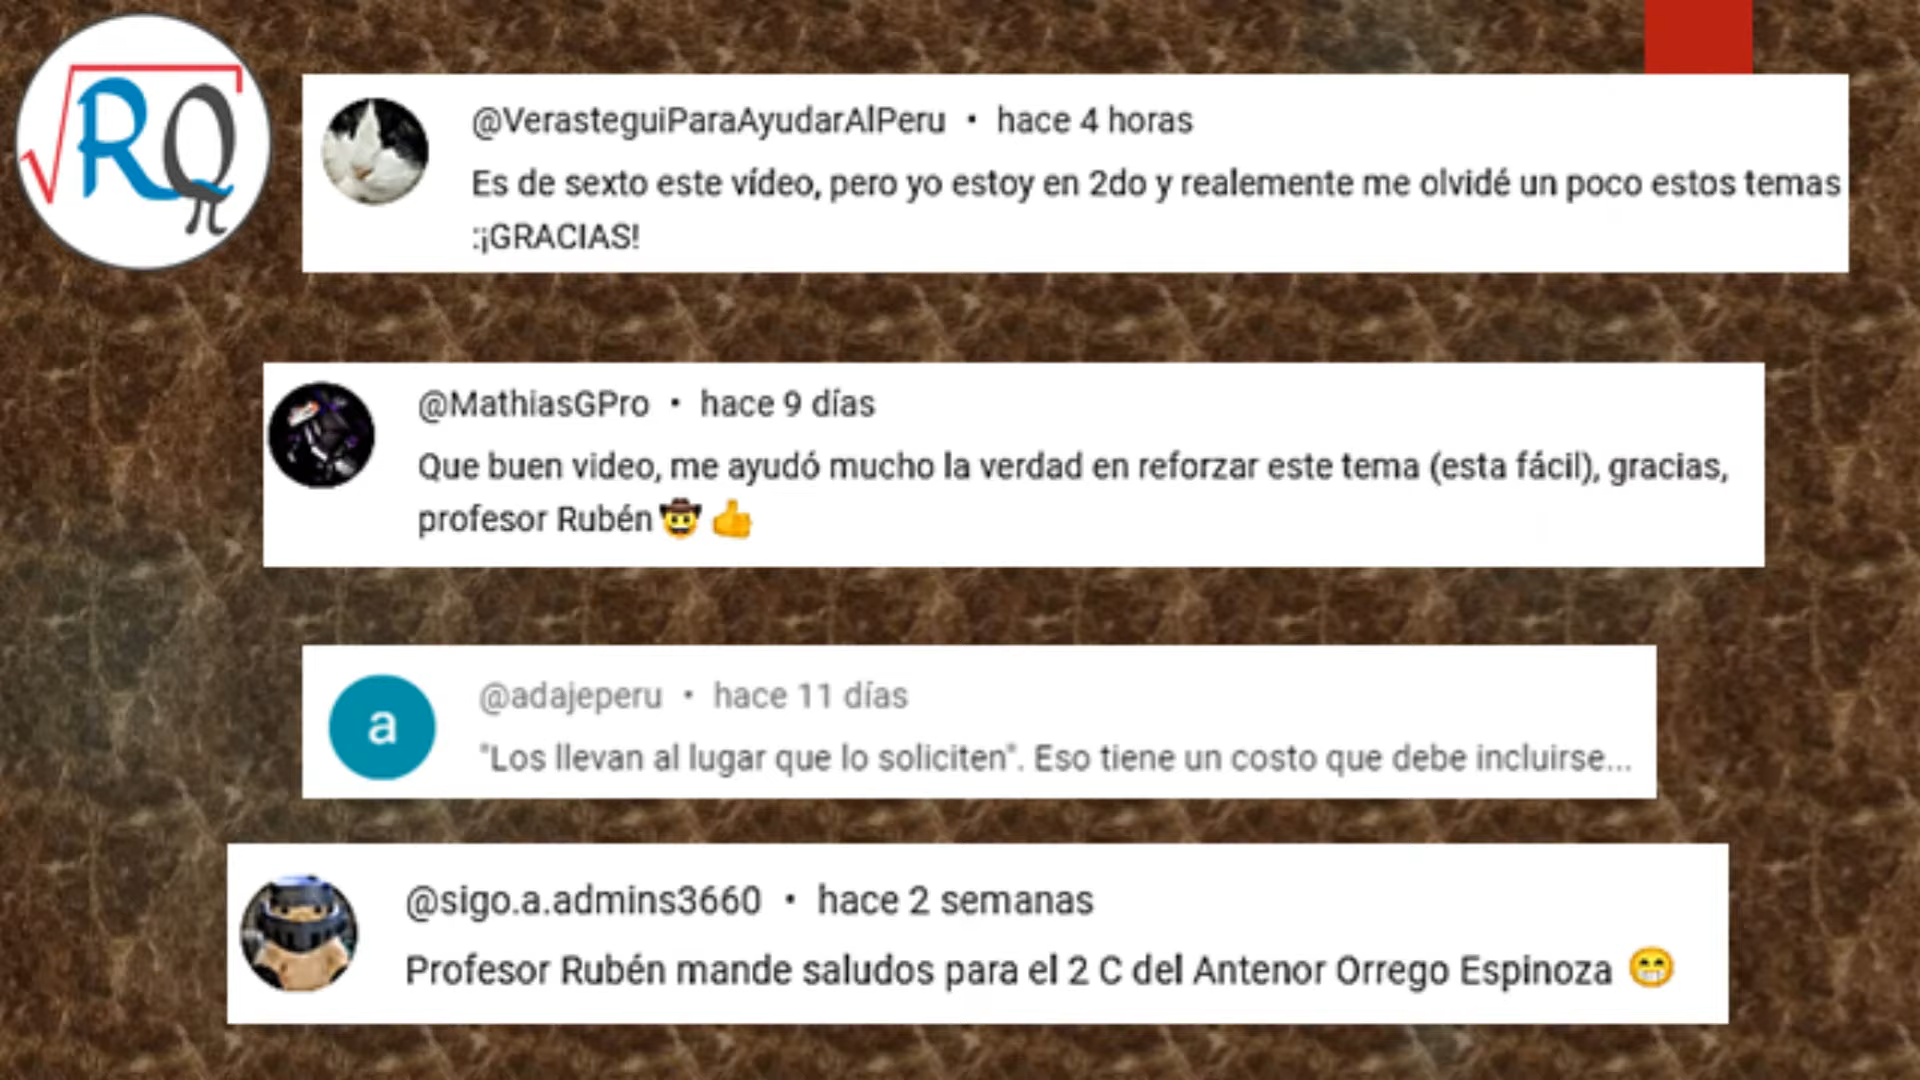 √RQπ
@VerasteguiParaAyudarAlPeru • hace 4 horas
Es de sexto este vídeo, pero yo estoy en 2do y realemente me olvidé un poco estos temas
:¡GRACIAS!
@MathiasGPro • hace 9 días
Que buen video, me ayudó mucho la verdad en reforzar este tema (esta fácil), gracias,
profesor Rubén🤠👍
a
@adajeperu • hace 11 días
"Los llevan al lugar que lo soliciten". Eso tiene un costo que debe incluirse...
@sigo.a.admins3660 • hace 2 semanas
Profesor Rubén mande saludos para el 2 C del Antenor Orrego Espinoza 😁